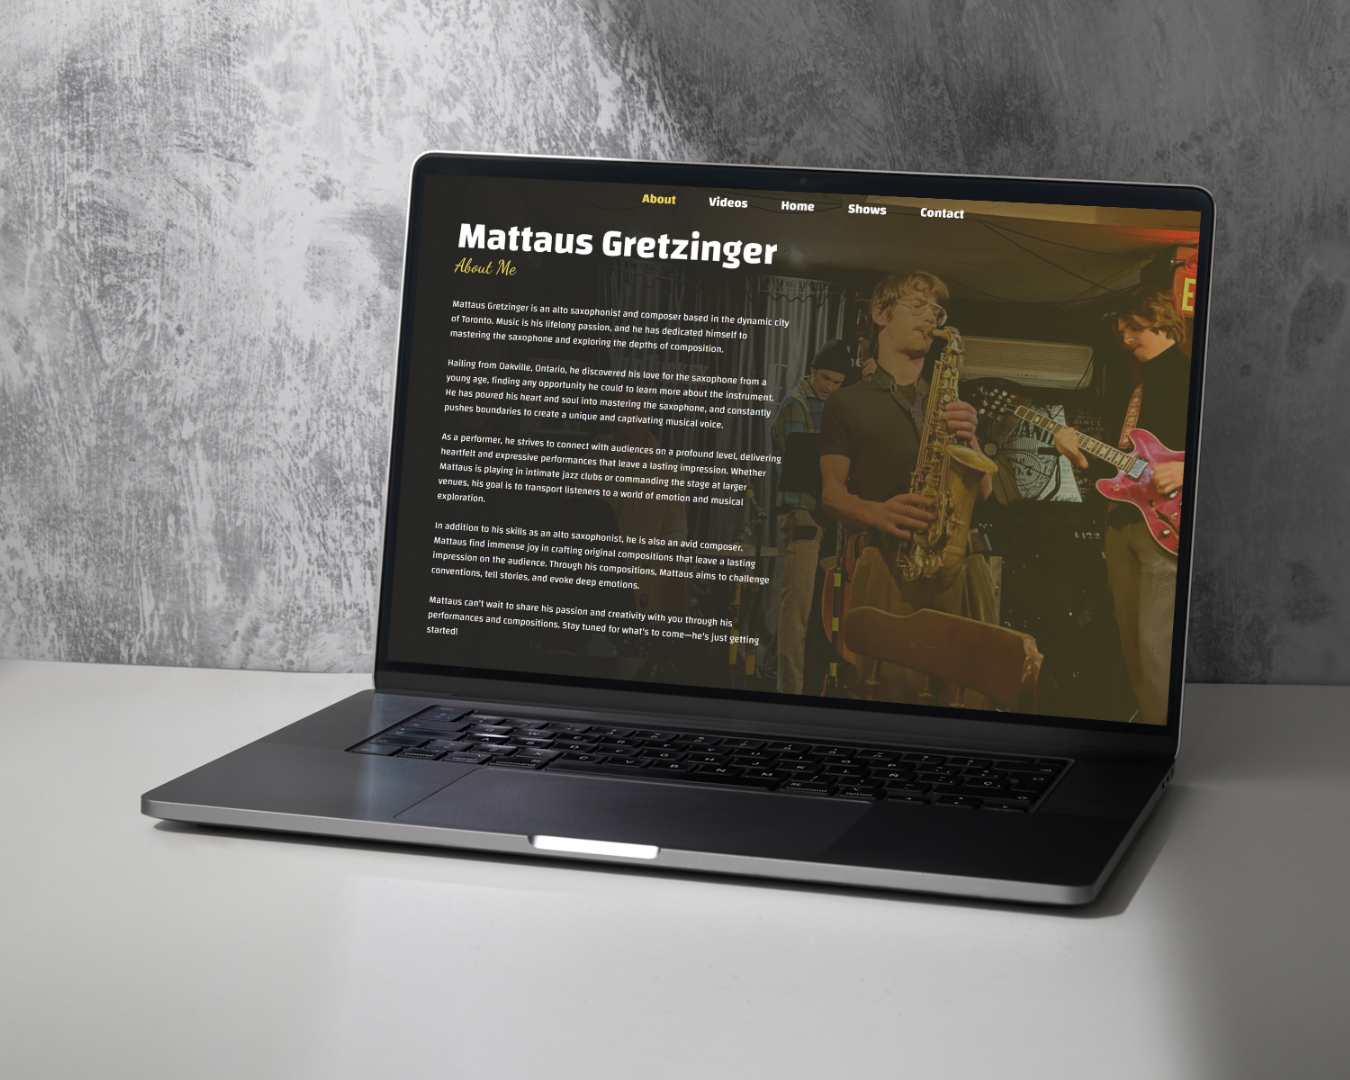 About Videos Home Shows Contact
Mattaus Gretzinger
About Me
Mattaus Gretzinger is an alto saxophonist and composer based in the dynamic city
of Toronto. Music is his lifelong passion, and he has dedicated himself to
mastering the saxophone and exploring the depths of composition.
Hailing from Oakville, Ontario, he discovered his love for the saxophone from a
young age, finding any opportunity he could to learn more about the instrument.
He has poured his heart and soul into mastering the saxophone, and constantly
pushes boundaries to create a unique and captivating musical voice.
As a performer, he strives to connect with audiences on a profound level, delivering
heartfelt and expressive performances that leave a lasting impression. Whether
Mattaus is playing in intimate jazz clubs or commanding the stage at larger
venues, his goal is to transport listeners to a world of emotion and musical
exploration.
In addition to his skills as an alto saxophonist, he is also an avid composer.
Mattaus find immense joy in crafting original compositions that leave a lasting
impression on the audience. Through his compositions, Mattaus aims to challenge
conventions, tell stories, and evoke deep emotions.
Mattaus can't wait to share his passion and creativity with you through his
performances and compositions. Stay tuned for what's to come—he's just getting
started!